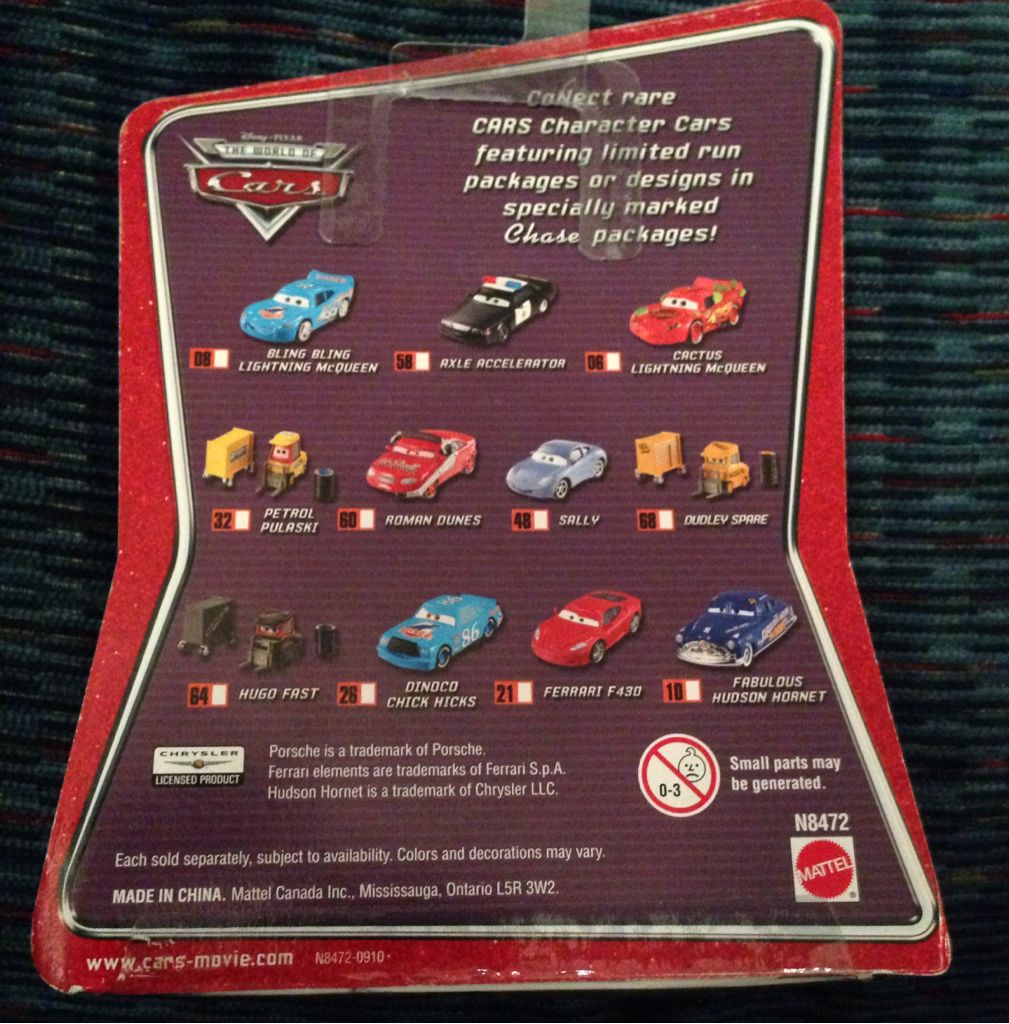 Disney · PIXAR
THE WORLD OF
Cars
Collect rare
CARS Character Cars
featuring limited run
packages or designs in
specially marked
Chase packages!
08 BLING BLING
LIGHTNING McQUEEN
58 AXLE ACCELERATOR
06 CACTUS
LIGHTNING McQUEEN
32 PETROL
PULASKI
60 ROMAN DUNES
48 SALLY
68 DUDLEY SPARE
86
64 HUGO FAST
26 DINOCO
CHICK HICKS
21 FERRARI F430
10 FABULOUS
HUDSON HORNET
CHRYSLER
LICENSED PRODUCT
Porsche is a trademark of Porsche.
Ferrari elements are trademarks of Ferrari S.p.A.
Hudson Hornet is a trademark of Chrysler LLC.
0-3
Small parts may
be generated.
N8472
MATTEL
®
Each sold separately, subject to availability. Colors and decorations may vary.
MADE IN CHINA. Mattel Canada Inc., Mississauga, Ontario L5R 3W2.
www.cars-movie.com N8472-0910